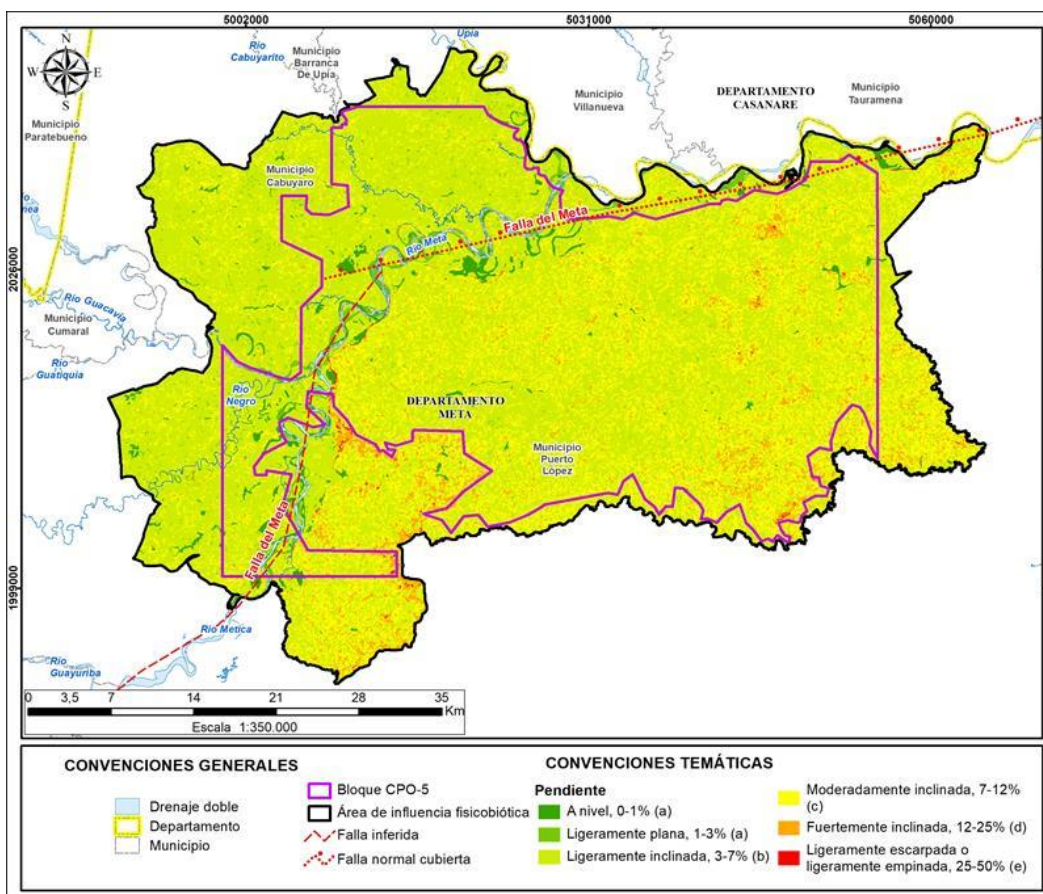 5002000
5031000
5060000
2026000
1999000
N
W
E
S
Río
Cabuyarito
Municipio
Barranca
De Upía
Upía
Municipio
Villanueva
DEPARTAMENTO
CASANARE
Municipio
Tauramena
Municipio
Paratebueno
Municipio
Cabuyaro
Falla del Meta
Río Meta
Río Guacavía
Municipio
Cumaral
Río
Guatiquía
Río
Negro
DEPARTAMENTO
META
Municipio
Puerto
López
Falla del Meta
Río Metica
Río
Guayuriba
0 3,5 7 14 21 28 35
Km
Escala 1:350.000
CONVENCIONES GENERALES
Drenaje doble
Departamento
Municipio
Bloque CPO-5
Área de influencia fisicobiótica
Falla inferida
Falla normal cubierta
CONVENCIONES TEMÁTICAS
Pendiente
A nivel, 0-1% (a)
Ligeramente plana, 1-3% (a)
Ligeramente inclinada, 3-7% (b)
Moderadamente inclinada, 7-12%
(c)
Fuertemente inclinada, 12-25% (d)
Ligeramente escarpada o
ligeramente empinada, 25-50% (e)